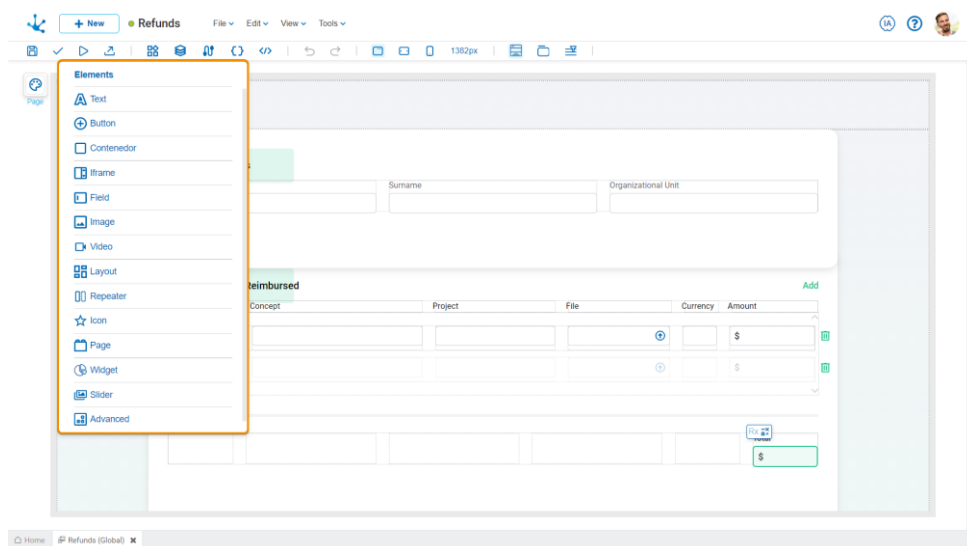 + New
Refunds
File
Edit
View
Tools
IA
?
1382px
Page
Elements
Text
Button
Contenedor
Iframe
Field
Image
Video
Layout
Repeater
Icon
Page
Widget
Slider
Advanced
Surname
Organizational Unit
Reimbursed
Add
Concept
Project
File
Currency
Amount
$
$
Rx
Total
$
Home
Refunds (Global)